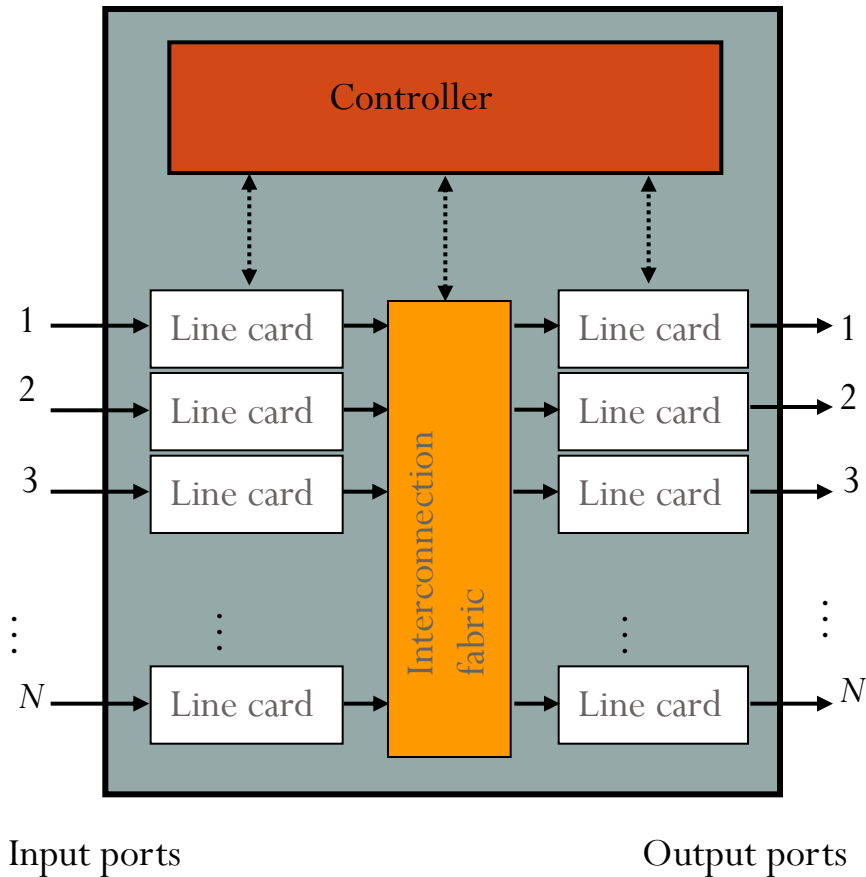 Controller
1 Line card Line card 1
2 Line card Line card 2
3 Line card Line card 3
Interconnection
fabric
⋮ ⋮ ⋮ ⋮
N Line card Line card N
Input ports Output ports